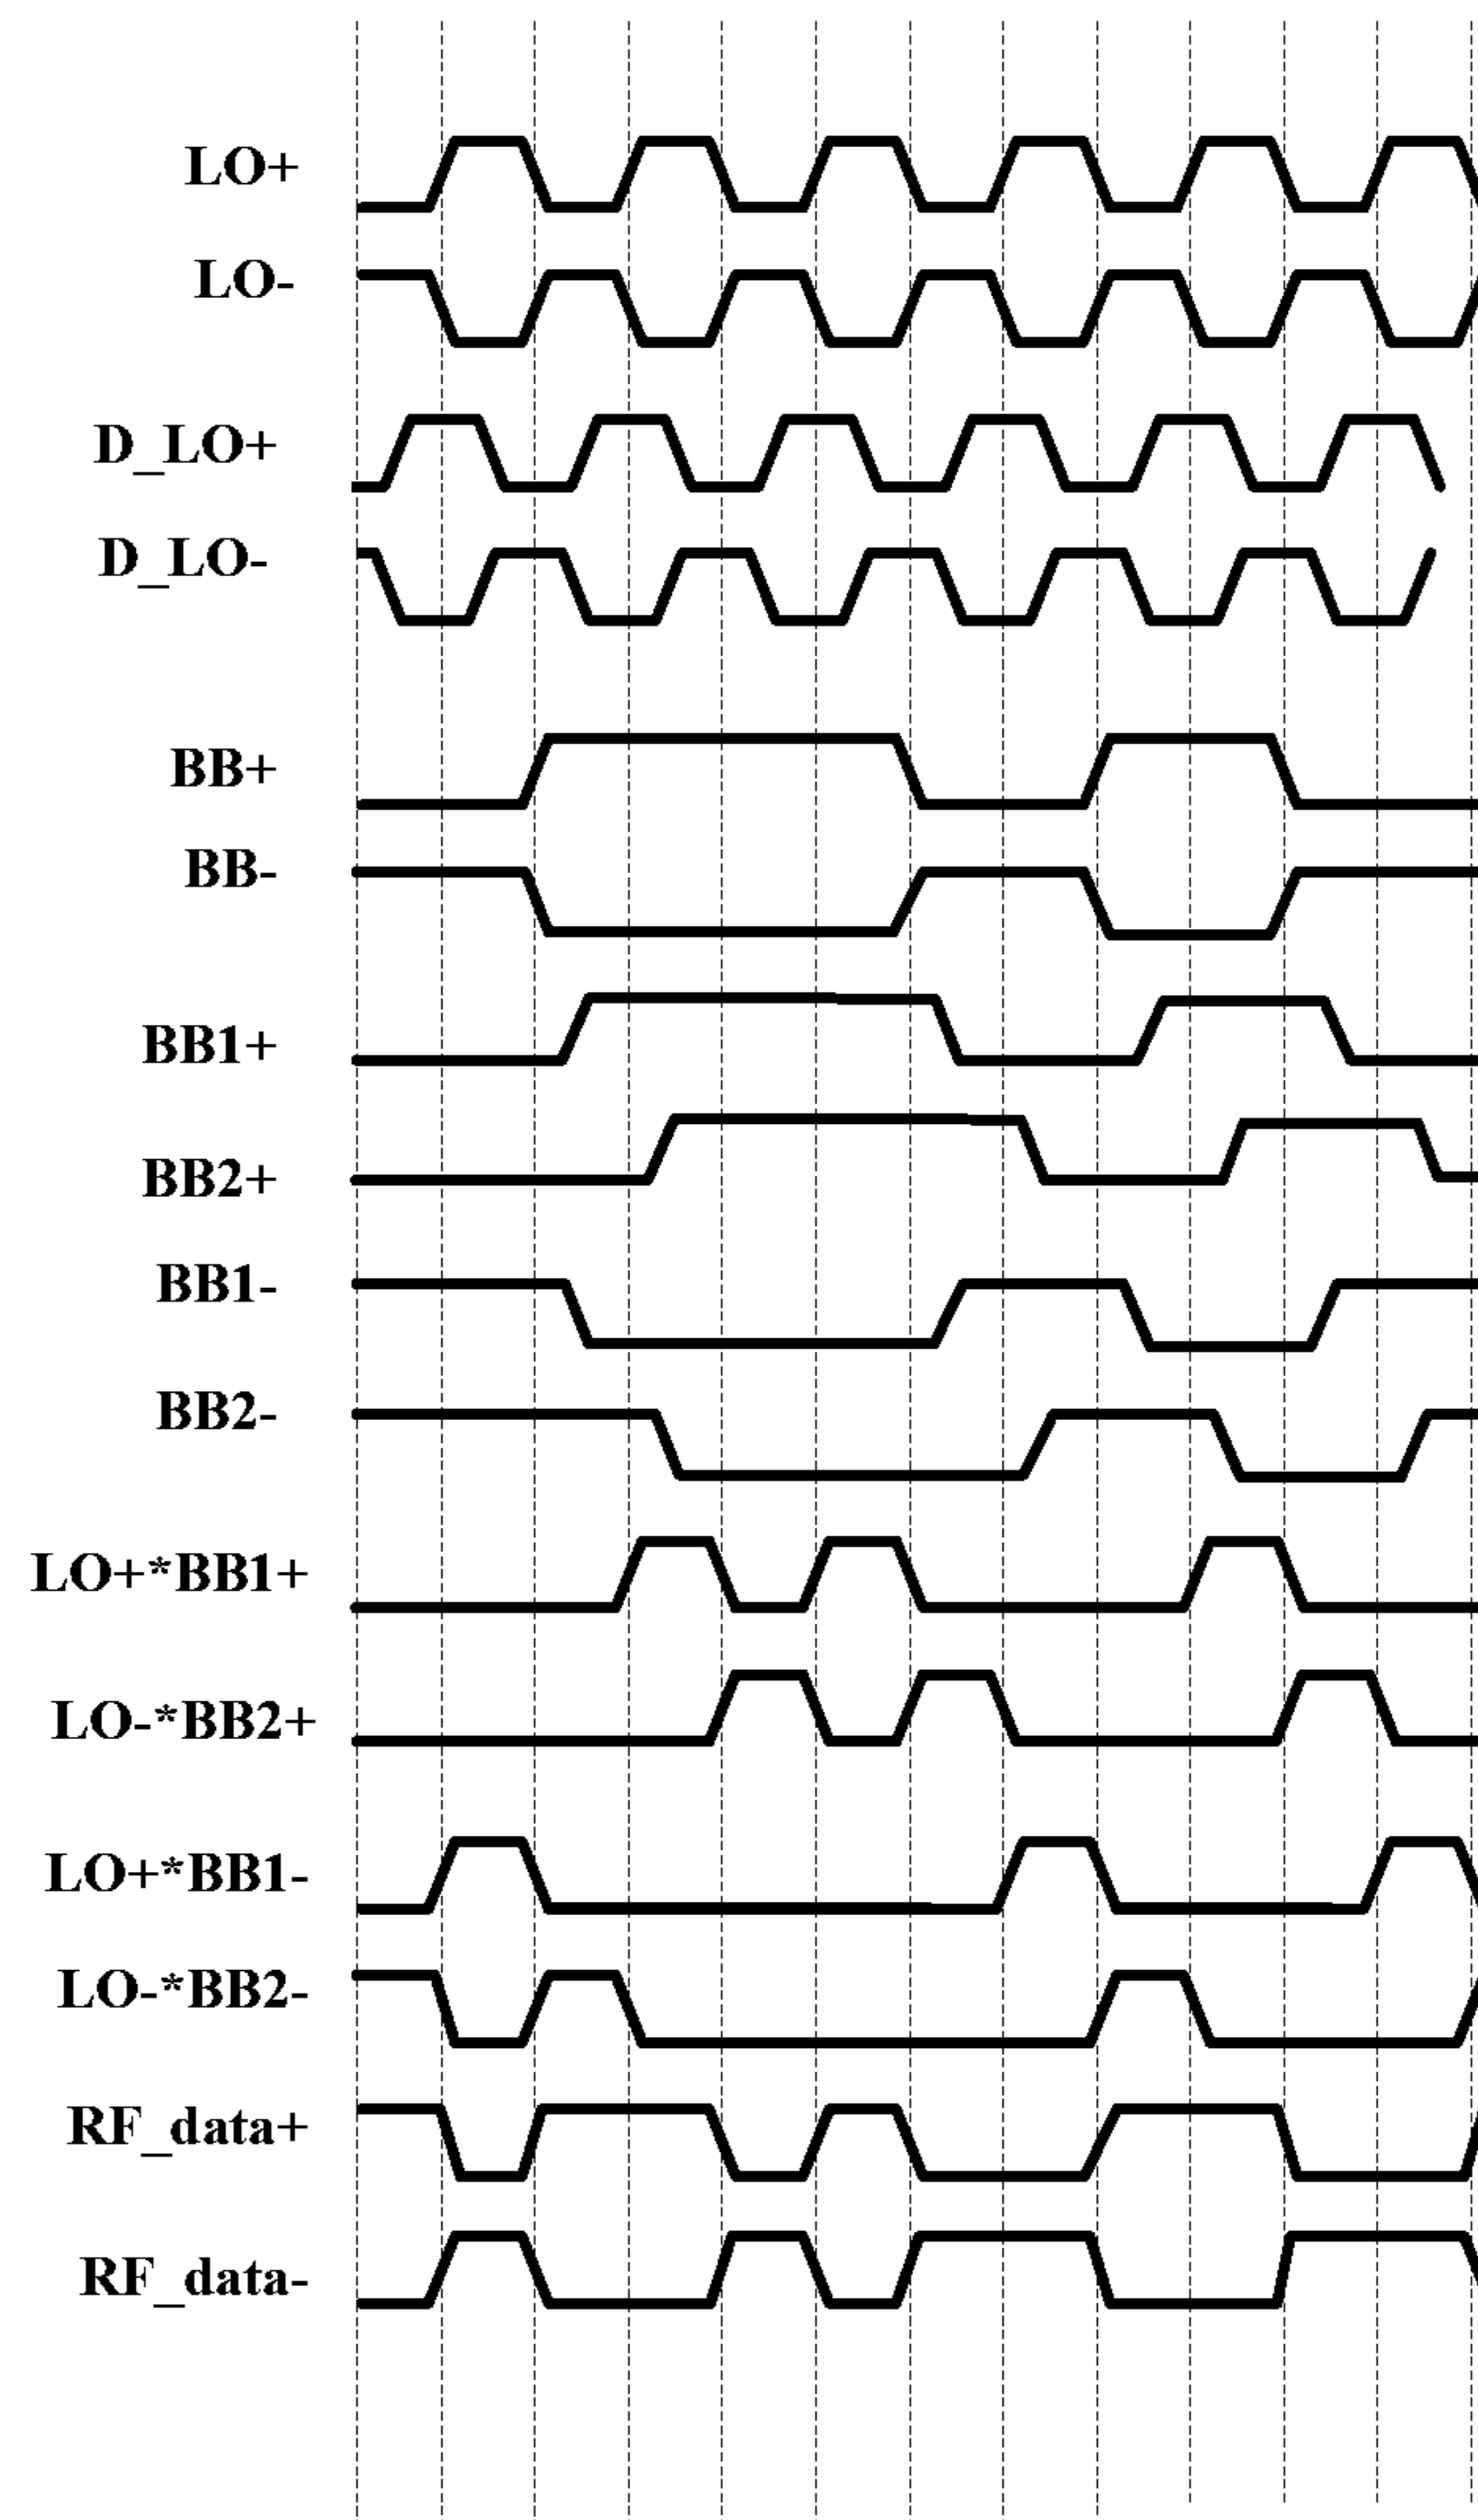 LO+
LO-
D_LO+
D_LO-
BB+
BB-
BB1+
BB2+
BB1-
BB2-
LO+*BB1+
LO-*BB2+
LO+*BB1-
LO-*BB2-
RF_data+
RF_data-